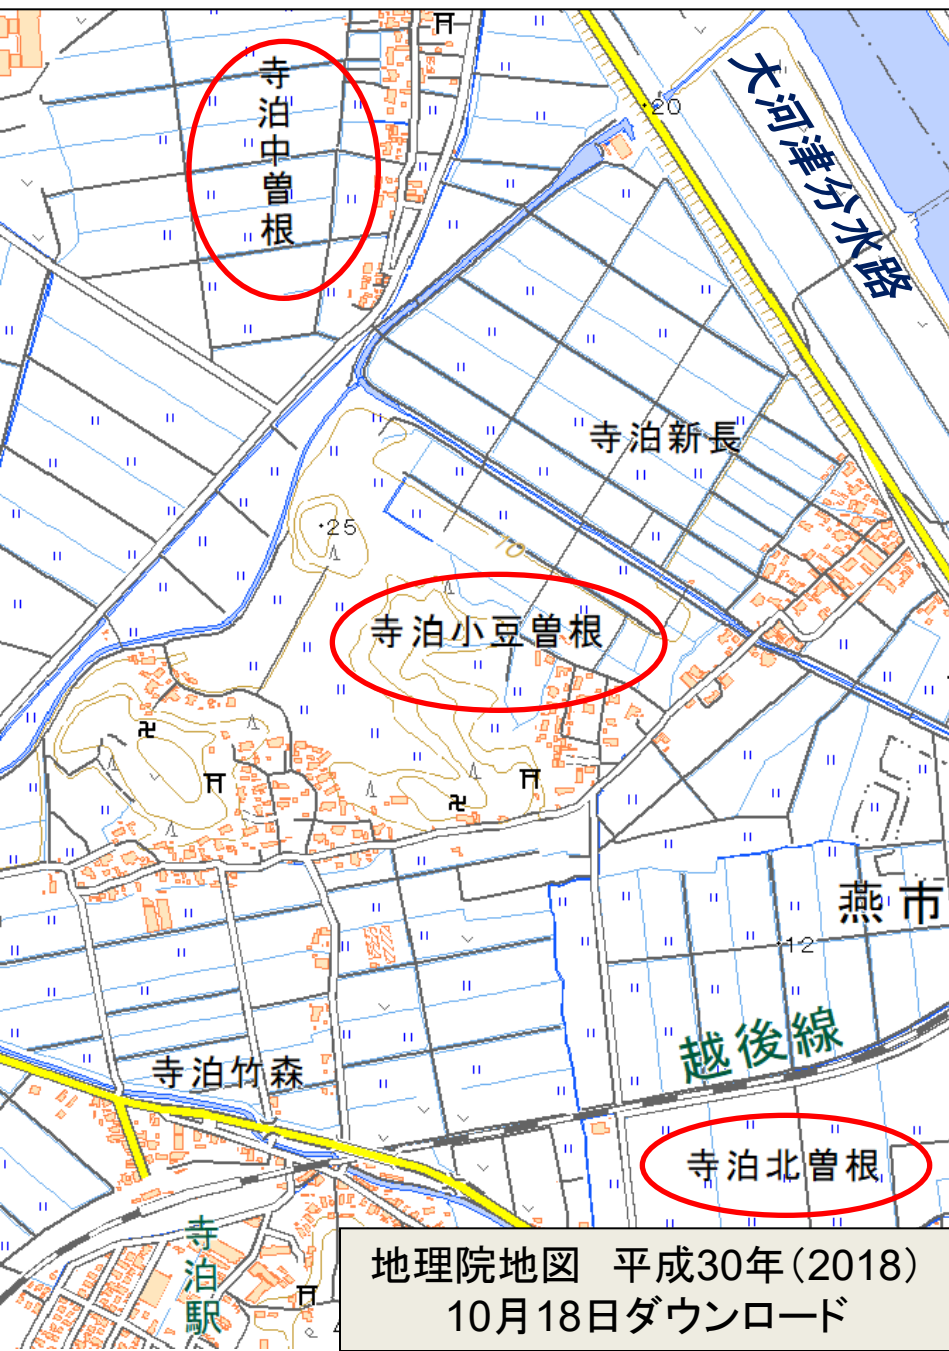 寺泊中曽根
20
大河津分水路
寺泊新長
25
10
寺泊小豆曽根
燕市
12
越後線
寺泊竹森
寺泊北曽根
寺泊駅
地理院地図　平成30年(2018)
10月18日ダウンロード